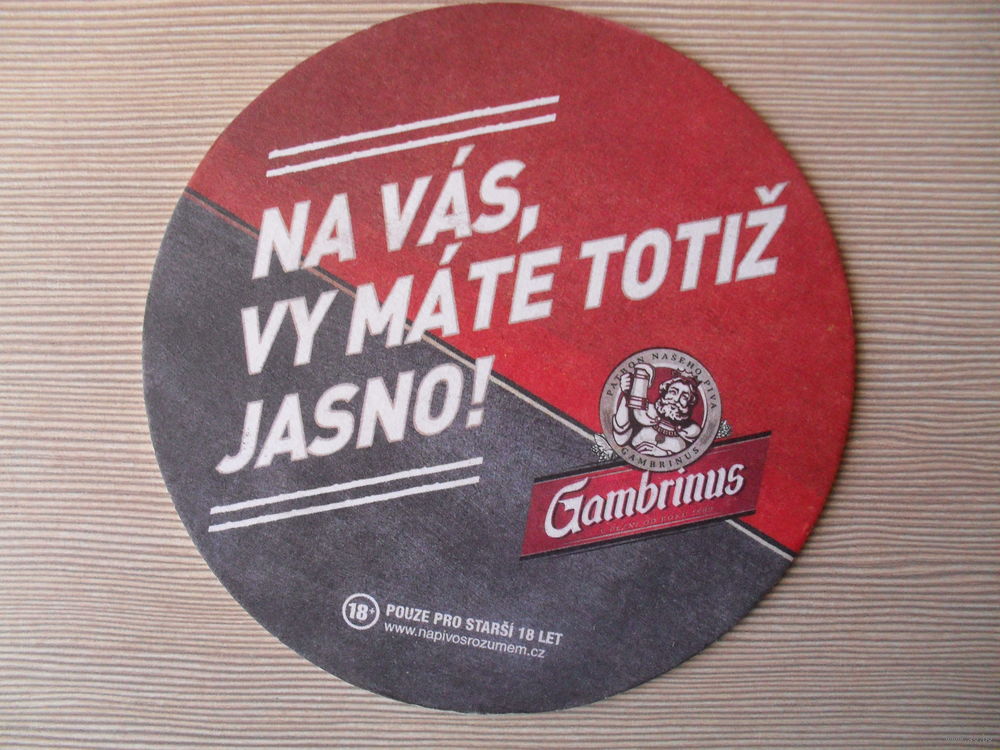 NA VÁS,
VY MÁTE TOTIŽ
JASNO!
PATRON NAŠEHO PIVA
GAMBRINUS
Gambrinus
18+ POUZE PRO STARŠÍ 18 LET
www.napivosrozumem.cz